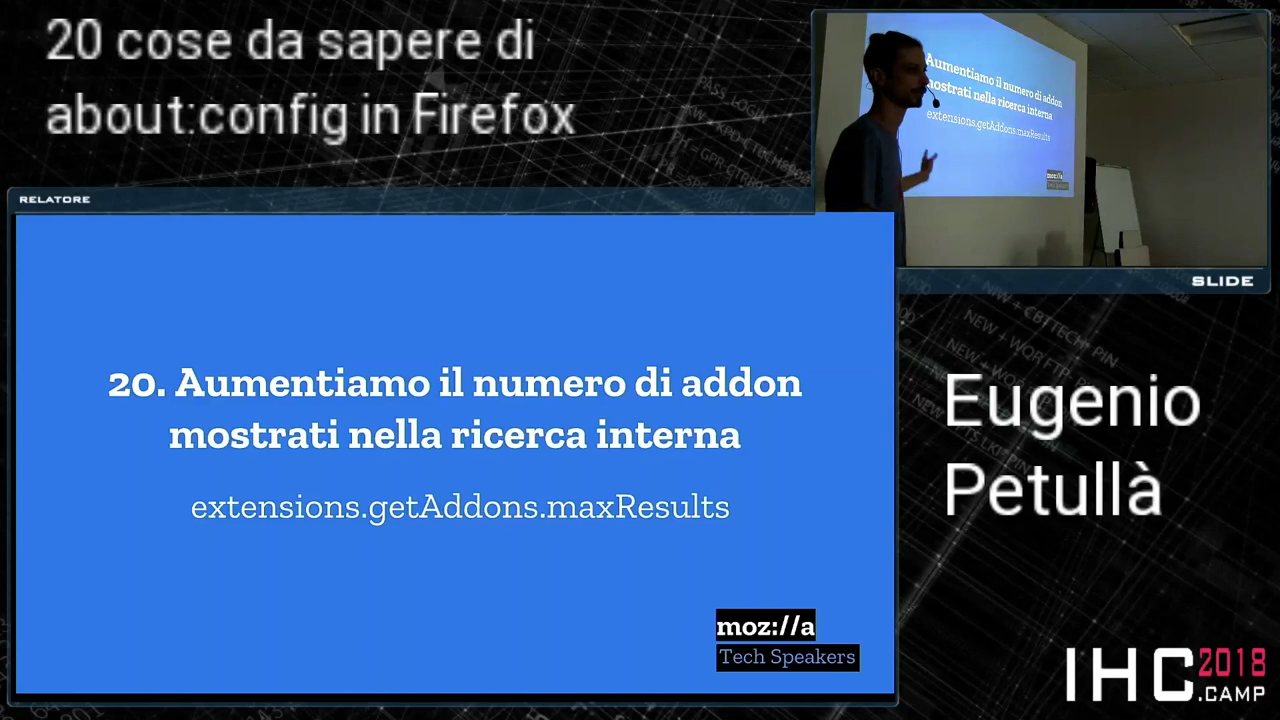 20 cose da sapere di
about:config in Firefox
RELATORE
20. Aumentiamo il numero di addon
mostrati nella ricerca interna
extensions.getAddons.maxResults
moz://a
Tech Speakers
Aumentiamo il numero di addon
mostrati nella ricerca interna
extensions.getAddons.maxResults
moz://a
SLIDE
Eugenio
Petullà
IHC 2018
.CAMP